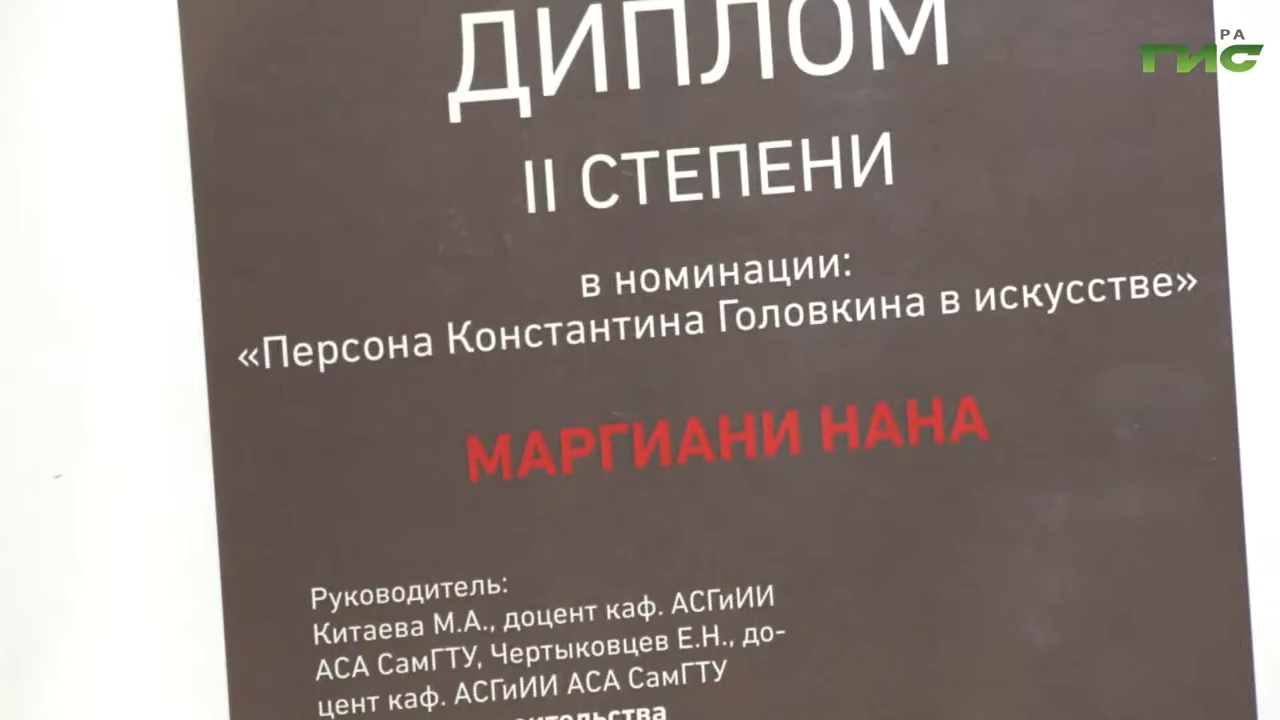 РА
ГИС
ДИПЛОМ
II СТЕПЕНИ
в номинации:
«Персона Константина Головкина в искусстве»
МАРГИАНИ НАНА
Руководитель:
Китаева М.А., доцент каф. АСГиИИ
АСА СамГТУ, Чертыковцев Е.Н., до-
цент каф. АСГиИИ АСА СамГТУ